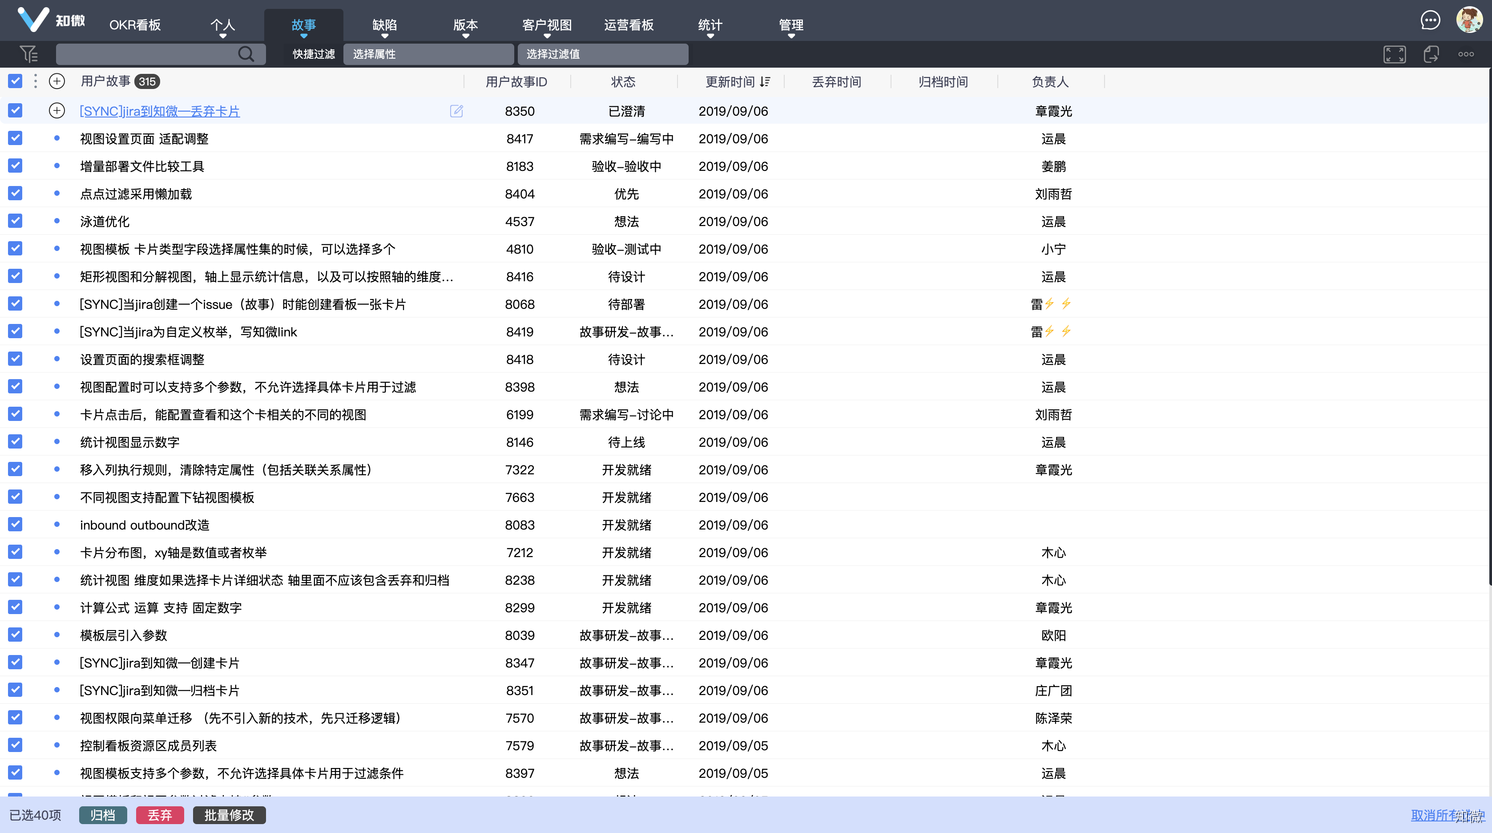 知微 OKR看板 个人 故事 缺陷 版本 客户视图 运营看板 统计 管理
快捷过滤 选择属性 选择过滤值
用户故事 315 用户故事ID 状态 更新时间 丢弃时间 归档时间 负责人
[SYNC]jira到知微—丢弃卡片 8350 已澄清 2019/09/06 章霞光
视图设置页面 适配调整 8417 需求编写-编写中 2019/09/06 运晨
增量部署文件比较工具 8183 验收-验收中 2019/09/06 姜鹏
点点过滤采用懒加载 8404 优先 2019/09/06 刘雨哲
泳道优化 4537 想法 2019/09/06 运晨
视图模板 卡片类型字段选择属性集的时候，可以选择多个 4810 验收-测试中 2019/09/06 小宁
矩形视图和分解视图，轴上显示统计信息，以及可以按照轴的维度... 8416 待设计 2019/09/06 运晨
[SYNC]当jira创建一个issue（故事）时能创建看板一张卡片 8068 待部署 2019/09/06 雷⚡⚡
[SYNC]当jira为自定义枚举，写知微link 8419 故事研发-故事... 2019/09/06 雷⚡⚡
设置页面的搜索框调整 8418 待设计 2019/09/06 运晨
视图配置时可以支持多个参数，不允许选择具体卡片用于过滤 8398 想法 2019/09/06 运晨
卡片点击后，能配置查看和这个卡相关的不同的视图 6199 需求编写-讨论中 2019/09/06 刘雨哲
统计视图显示数字 8146 待上线 2019/09/06 运晨
移入列执行规则，清除特定属性（包括关联关系属性） 7322 开发就绪 2019/09/06 章霞光
不同视图支持配置下钻视图模板 7663 开发就绪 2019/09/06
inbound outbound改造 8083 开发就绪 2019/09/06
卡片分布图，xy轴是数值或者枚举 7212 开发就绪 2019/09/06 木心
统计视图 维度如果选择卡片详细状态 轴里面不应该包含丢弃和归档 8238 开发就绪 2019/09/06 木心
计算公式 运算 支持 固定数字 8299 开发就绪 2019/09/06 章霞光
模板层引入参数 8039 故事研发-故事... 2019/09/06 欧阳
[SYNC]jira到知微—创建卡片 8347 故事研发-故事... 2019/09/06 章霞光
[SYNC]jira到知微—归档卡片 8351 故事研发-故事... 2019/09/06 庄广团
视图权限向菜单迁移 （先不引入新的技术，先只迁移逻辑） 7570 故事研发-故事... 2019/09/06 陈泽荣
控制看板资源区成员列表 7579 故事研发-故事... 2019/09/05 木心
视图模板支持多个参数，不允许选择具体卡片用于过滤条件 8397 想法 2019/09/05 运晨
已选40项 归档 丢弃 批量修改 取消所有 知微